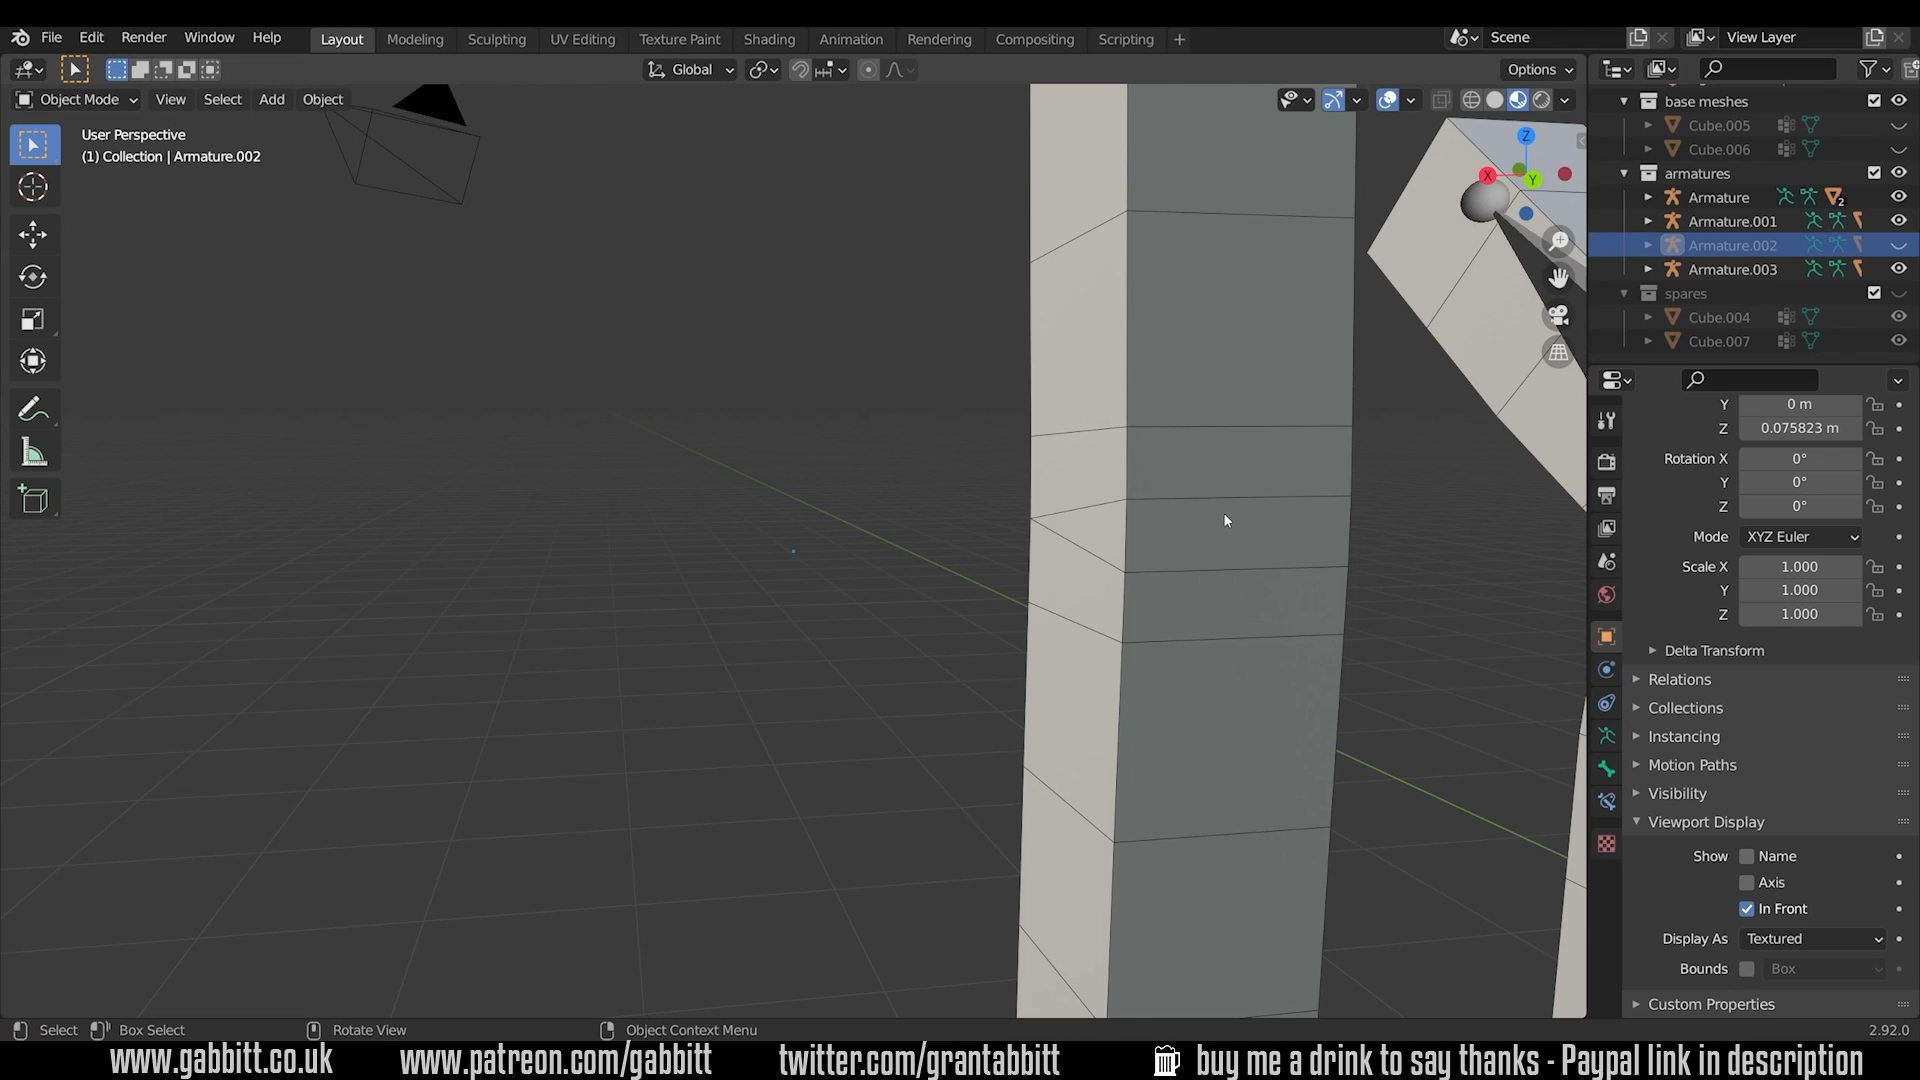 File Edit Render Window Help Layout Modeling Sculpting UV Editing Texture Paint Shading Animation Rendering Compositing Scripting + Scene View Layer
Global Options
Object Mode View Select Add Object
User Perspective
(1) Collection | Armature.002
Z
X
Y
base meshes
Cube.005
Cube.006
armatures
Armature 2
Armature.001
Armature.002
Armature.003
spares
Cube.004
Cube.007
Y 0 m
Z 0.075823 m
Rotation X 0°
Y 0°
Z 0°
Mode XYZ Euler
Scale X 1.000
Y 1.000
Z 1.000
Delta Transform
Relations
Collections
Instancing
Motion Paths
Visibility
Viewport Display
Show Name
Axis
In Front
Display As Textured
Bounds Box
Custom Properties
Select Box Select Rotate View Object Context Menu 2.92.0
www.gabbitt.co.uk www.patreon.com/gabbitt twitter.com/grantabbitt buy me a drink to say thanks - Paypal link in description